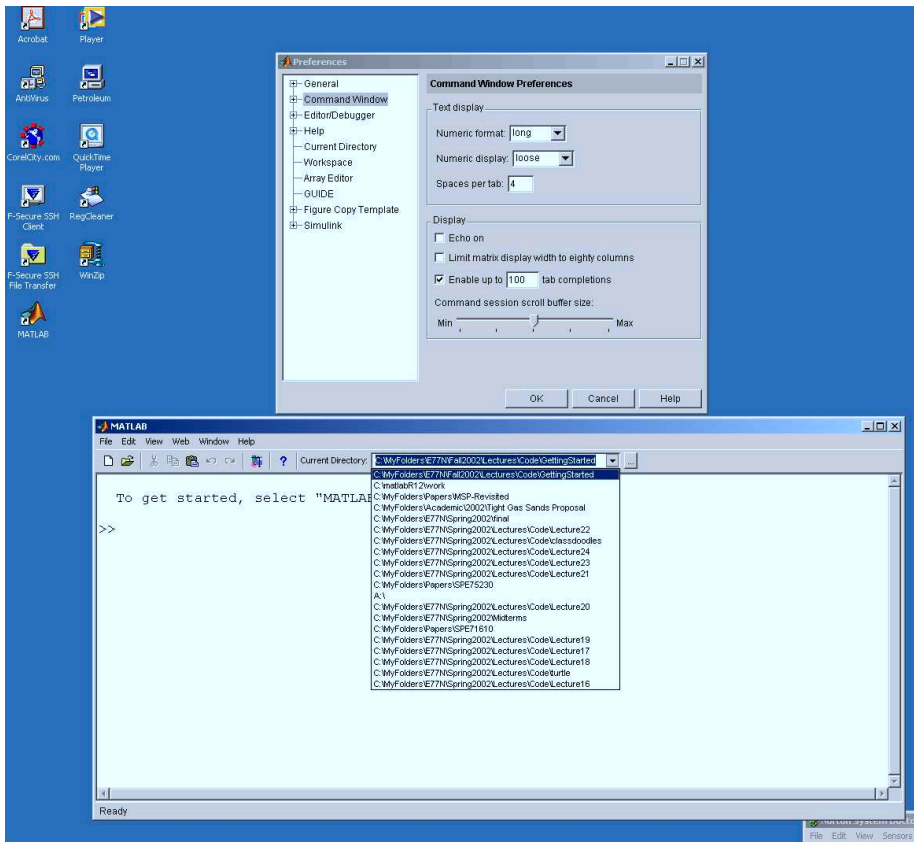 Acrobat
Player
AntiVirus
Petroleum
CorelCity.com
QuickTime Player
F-Secure SSH Client
RegCleaner
F-Secure SSH File Transfer
WinZip
MATLAB
Preferences
General
Command Window
Editor/Debugger
Help
Current Directory
Workspace
Array Editor
GUIDE
Figure Copy Template
Simulink
Command Window Preferences
Text display
Numeric format: long
Numeric display: loose
Spaces per tab: 4
Display
Echo on
Limit matrix display width to eighty columns
Enable up to 100 tab completions
Command session scroll buffer size:
Min Max
OK Cancel Help
MATLAB
File Edit View Web Window Help
? Current Directory: C:\MyFolders\E77N\Fall2002\Lectures\Code\GettingStarted ...
To get started, select "MATLAB
>>
C:\MyFolders\E77N\Fall2002\Lectures\Code\GettingStarted
C:\matlabR12\work
C:\MyFolders\Papers\MSP-Revisited
C:\MyFolders\Academic\2002\Tight Gas Sands Proposal
C:\MyFolders\E77N\Spring2002\final
C:\MyFolders\E77N\Spring2002\Lectures\Code\Lecture22
C:\MyFolders\E77N\Spring2002\Lectures\Code\classdoodles
C:\MyFolders\E77N\Spring2002\Lectures\Code\Lecture24
C:\MyFolders\E77N\Spring2002\Lectures\Code\Lecture23
C:\MyFolders\E77N\Spring2002\Lectures\Code\Lecture21
C:\MyFolders\Papers\SPE75230
A:\
C:\MyFolders\E77N\Spring2002\Lectures\Code\Lecture20
C:\MyFolders\E77N\Spring2002\Midterms
C:\MyFolders\Papers\SPE71610
C:\MyFolders\E77N\Spring2002\Lectures\Code\Lecture19
C:\MyFolders\E77N\Spring2002\Lectures\Code\Lecture17
C:\MyFolders\E77N\Spring2002\Lectures\Code\Lecture18
C:\MyFolders\E77N\Spring2002\Lectures\Code\turtle
C:\MyFolders\E77N\Spring2002\Lectures\Code\Lecture16
Ready
Norton System
File Edit View Sensors